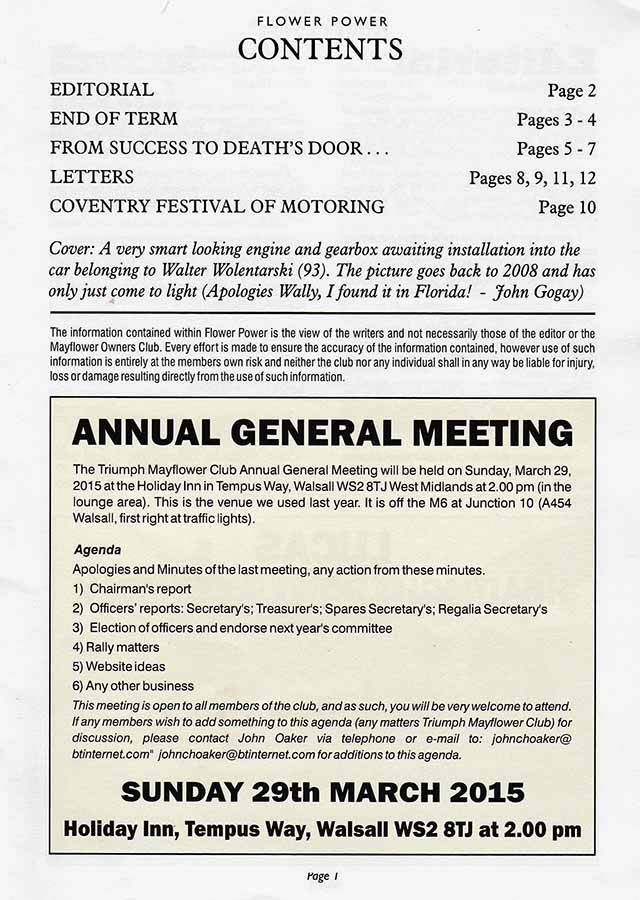 FLOWER POWER
CONTENTS
EDITORIAL Page 2
END OF TERM Pages 3 - 4
FROM SUCCESS TO DEATH'S DOOR . . . Pages 5 - 7
LETTERS Pages 8, 9, 11, 12
COVENTRY FESTIVAL OF MOTORING Page 10
Cover: A very smart looking engine and gearbox awaiting installation into the
car belonging to Walter Wolentarski (93). The picture goes back to 2008 and has
only just come to light (Apologies Wally, I found it in Florida! - John Gogay)
The information contained within Flower Power is the view of the writers and not necessarily those of the editor or the
Mayflower Owners Club. Every effort is made to ensure the accuracy of the information contained, however use of such
information is entirely at the members own risk and neither the club nor any individual shall in any way be liable for injury,
loss or damage resulting directly from the use of such information.
ANNUAL GENERAL MEETING
The Triumph Mayflower Club Annual General Meeting will be held on Sunday, March 29,
2015 at the Holiday Inn in Tempus Way, Walsall WS2 8TJ West Midlands at 2.00 pm (in the
lounge area). This is the venue we used last year. It is off the M6 at Junction 10 (A454
Walsall, first right at traffic lights).
Agenda
Apologies and Minutes of the last meeting, any action from these minutes.
1) Chairman's report
2) Officers' reports: Secretary's; Treasurer's; Spares Secretary's; Regalia Secretary's
3) Election of officers and endorse next year's committee
4) Rally matters
5) Website ideas
6) Any other business
This meeting is open to all members of the club, and as such, you will be very welcome to attend.
If any members wish to add something to this agenda (any matters Triumph Mayflower Club) for
discussion, please contact John Oaker via telephone or e-mail to: johnchoaker@
btinternet.com" johnchoaker@btinternet.com for additions to this agenda.
SUNDAY 29th MARCH 2015
Holiday Inn, Tempus Way, Walsall WS2 8TJ at 2.00 pm
Page 1